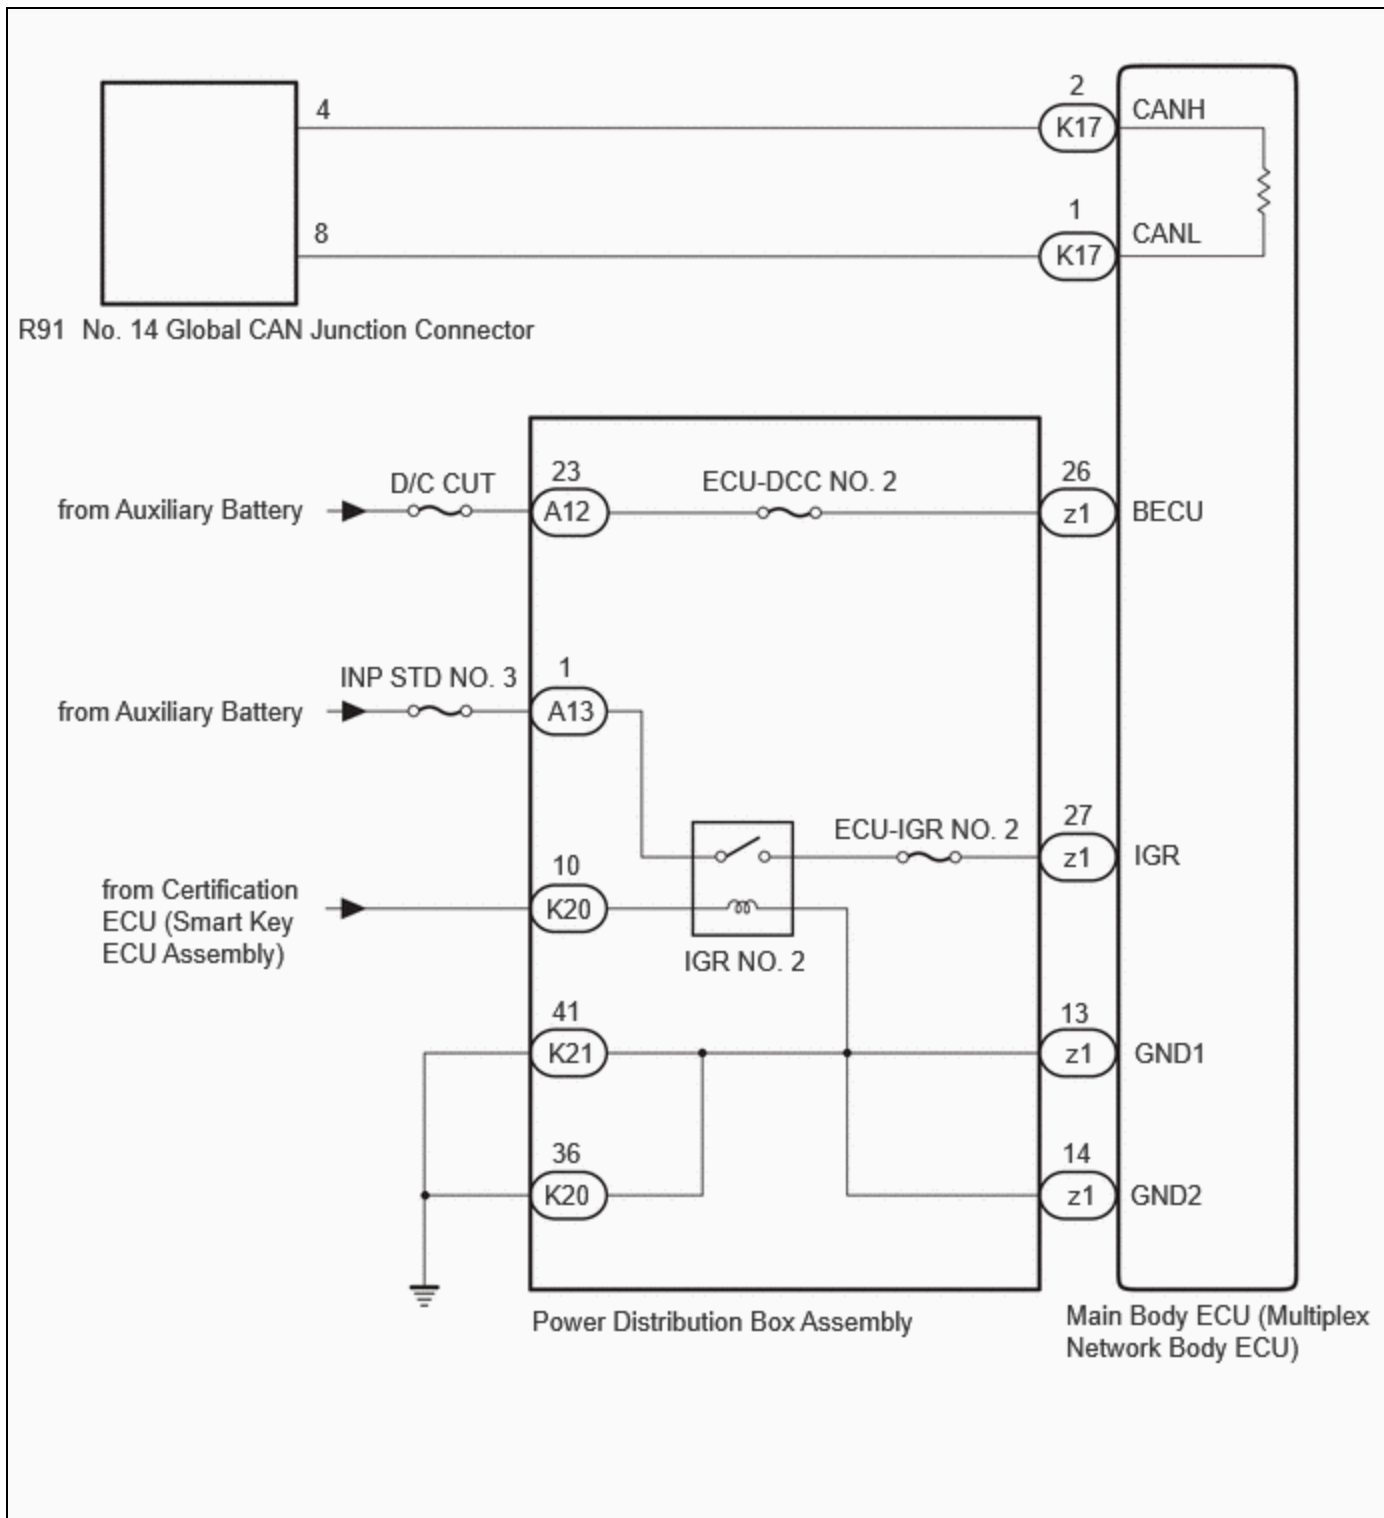 2
4
K17
CANH
1
8
K17
CANL
R91 No. 14 Global CAN Junction Connector
from Auxiliary Battery
D/C CUT
23
A12
ECU-DCC NO. 2
26
z1
BECU
from Auxiliary Battery
INP STD NO. 3
1
A13
ECU-IGR NO. 2
27
z1
IGR
from Certification
ECU (Smart Key
ECU Assembly)
10
K20
IGR NO. 2
41
K21
13
z1
GND1
36
K20
14
z1
GND2
Power Distribution Box Assembly
Main Body ECU (Multiplex
Network Body ECU)